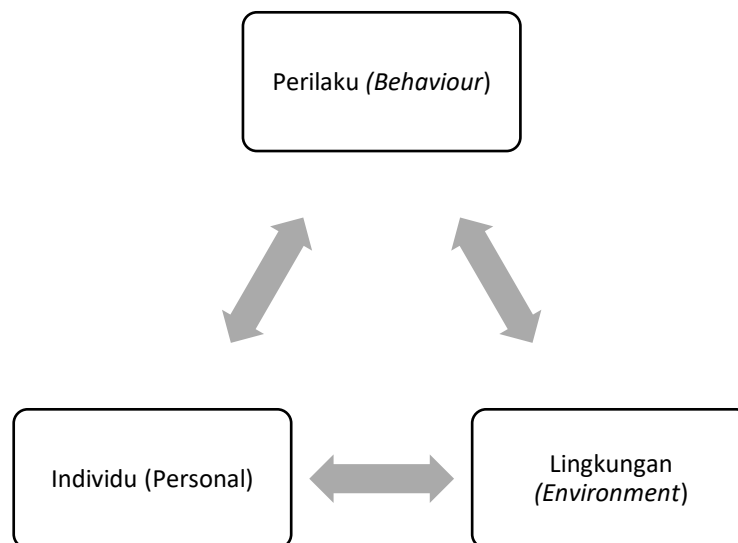 Perilaku (Behaviour)
Individu (Personal)
Lingkungan
(Environment)